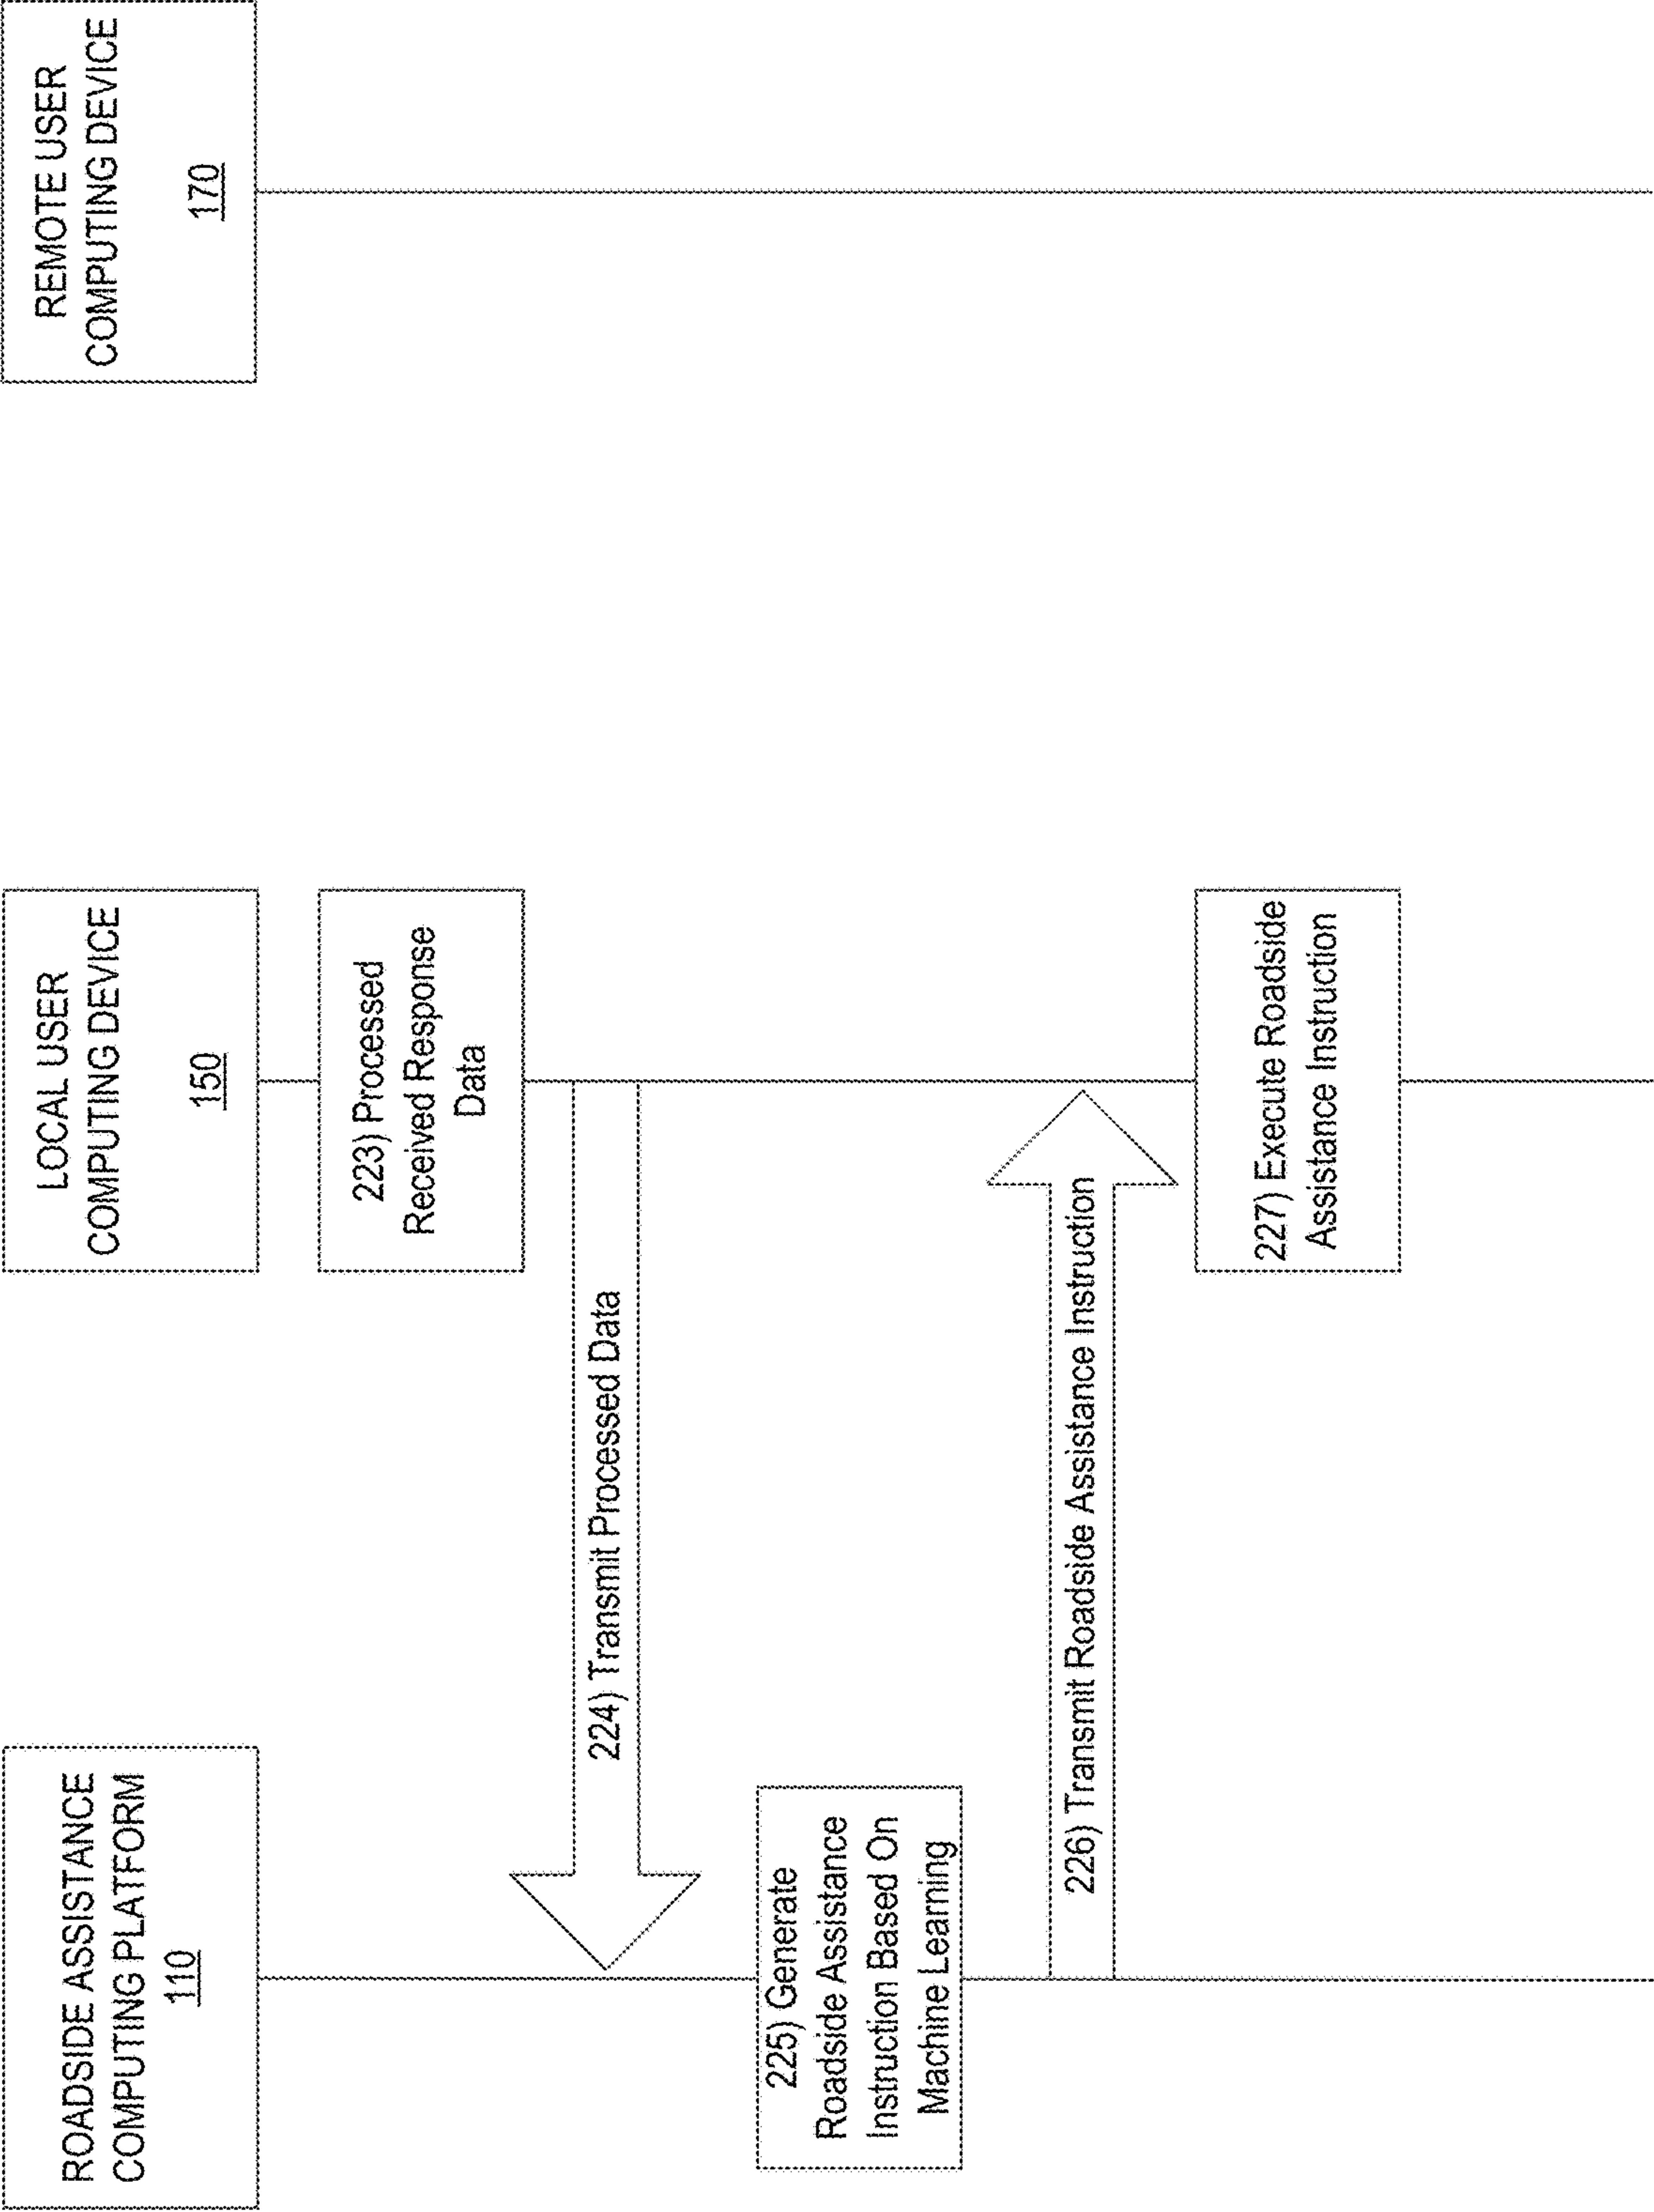 ROADSIDE ASSISTANCE
COMPUTING PLATFORM
110
LOCAL USER
COMPUTING DEVICE
150
REMOTE USER
COMPUTING DEVICE
170
223) Processed
Received Response
Data
224) Transmit Processed Data
225) Generate
Roadside Assistance
Instruction Based On
Machine Learning
226) Transmit Roadside Assistance Instruction
227) Execute Roadside
Assistance Instruction